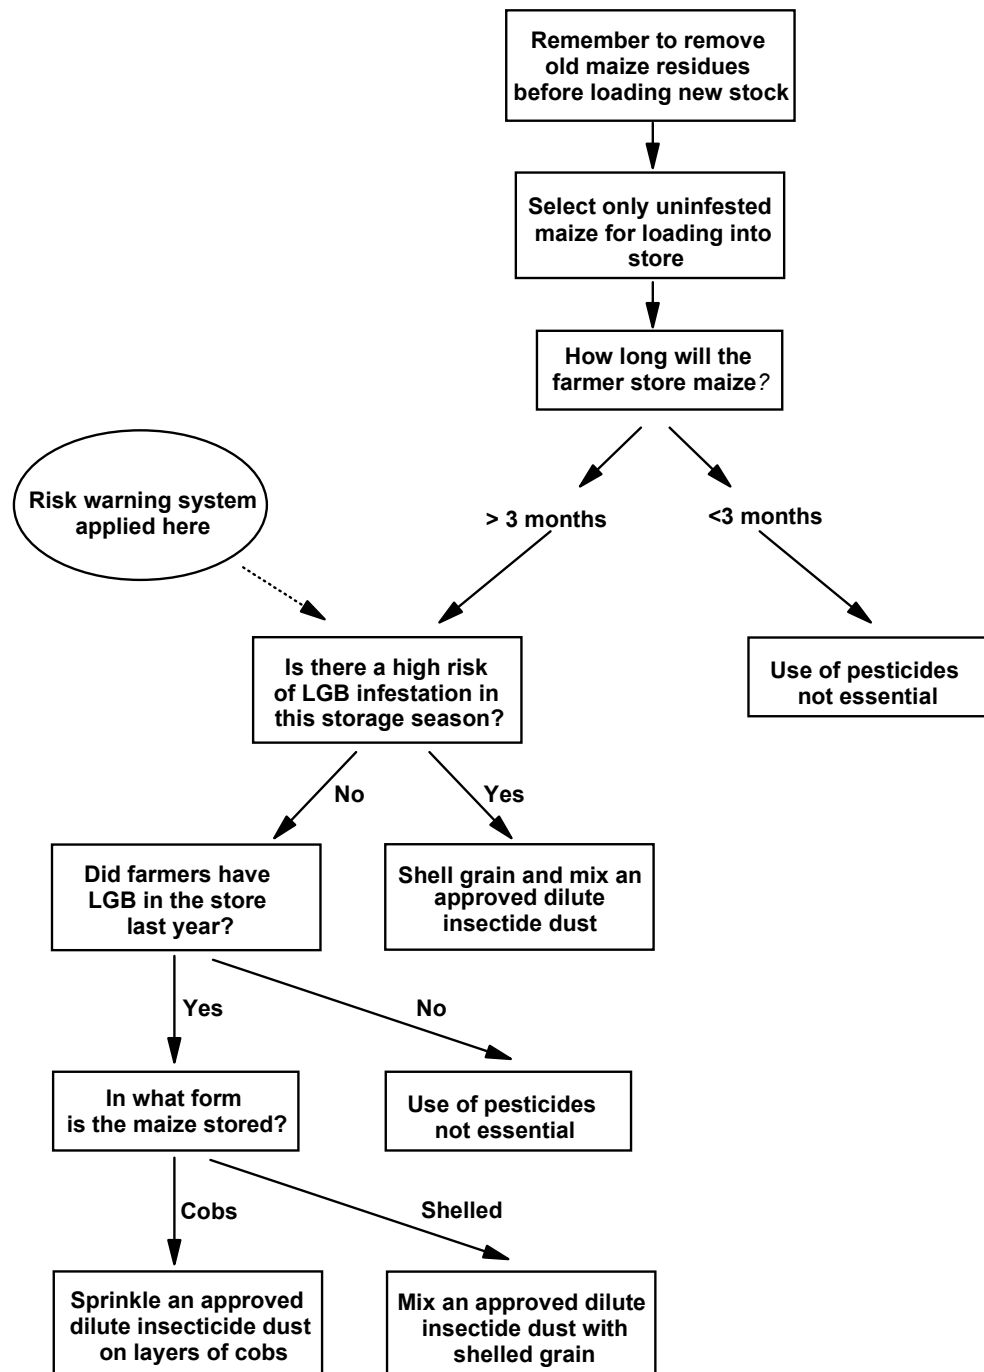 Remember to remove
old maize residues
before loading new stock
Select only uninfested
maize for loading into
store
How long will the
farmer store maize?
Risk warning system
applied here
> 3 months
<3 months
Is there a high risk
of LGB infestation in
this storage season?
Use of pesticides
not essential
No
Yes
Did farmers have
LGB in the store
last year?
Shell grain and mix an
approved dilute
insectide dust
Yes
No
In what form
is the maize stored?
Use of pesticides
not essential
Cobs
Shelled
Sprinkle an approved
dilute insecticide dust
on layers of cobs
Mix an approved dilute
insectide dust with
shelled grain